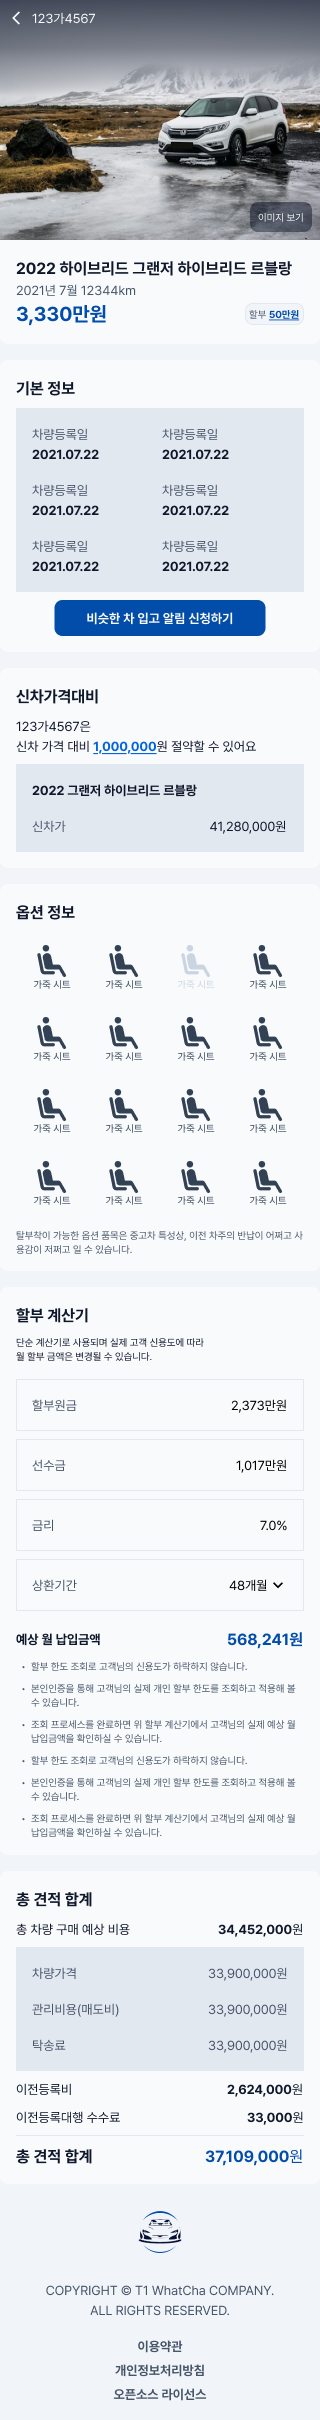 123가4567
이미지 보기
2022 하이브리드 그랜저 하이브리드 르블랑
2021년 7월 12344km
3,330만원
할부 50만원
기본 정보
차량등록일 차량등록일
2021.07.22 2021.07.22
차량등록일 차량등록일
2021.07.22 2021.07.22
차량등록일 차량등록일
2021.07.22 2021.07.22
비슷한 차 입고 알림 신청하기
신차가격대비
123가4567은
신차 가격 대비 1,000,000원 절약할 수 있어요
2022 그랜저 하이브리드 르블랑
신차가 41,280,000원
옵션 정보
가죽 시트 가죽 시트 가죽 시트 가죽 시트
가죽 시트 가죽 시트 가죽 시트 가죽 시트
가죽 시트 가죽 시트 가죽 시트 가죽 시트
가죽 시트 가죽 시트 가죽 시트 가죽 시트
탈부착이 가능한 옵션 품목은 중고차 특성상, 이전 차주의 반납이 어쩌고 사
용감이 저쩌고 일 수 있습니다.
할부 계산기
단순 계산기로 사용되며 실제 고객 신용도에 따라
월 할부 금액은 변경될 수 있습니다.
할부원금 2,373만원
선수금 1,017만원
금리 7.0%
상환기간 48개월
예상 월 납입금액 568,241원
• 할부 한도 조회로 고객님의 신용도가 하락하지 않습니다.
• 본인인증을 통해 고객님의 실제 개인 할부 한도를 조회하고 적용해 볼
수 있습니다.
• 조회 프로세스를 완료하면 위 할부 계산기에서 고객님의 실제 예상 월
납입금액을 확인하실 수 있습니다.
• 할부 한도 조회로 고객님의 신용도가 하락하지 않습니다.
• 본인인증을 통해 고객님의 실제 개인 할부 한도를 조회하고 적용해 볼
수 있습니다.
• 조회 프로세스를 완료하면 위 할부 계산기에서 고객님의 실제 예상 월
납입금액을 확인하실 수 있습니다.
총 견적 합계
총 차량 구매 예상 비용 34,452,000원
차량가격 33,900,000원
관리비용(매도비) 33,900,000원
탁송료 33,900,000원
이전등록비 2,624,000원
이전등록대행 수수료 33,000원
총 견적 합계 37,109,000원
COPYRIGHT © T1 WhatCha COMPANY.
ALL RIGHTS RESERVED.
이용약관
개인정보처리방침
오픈소스 라이선스